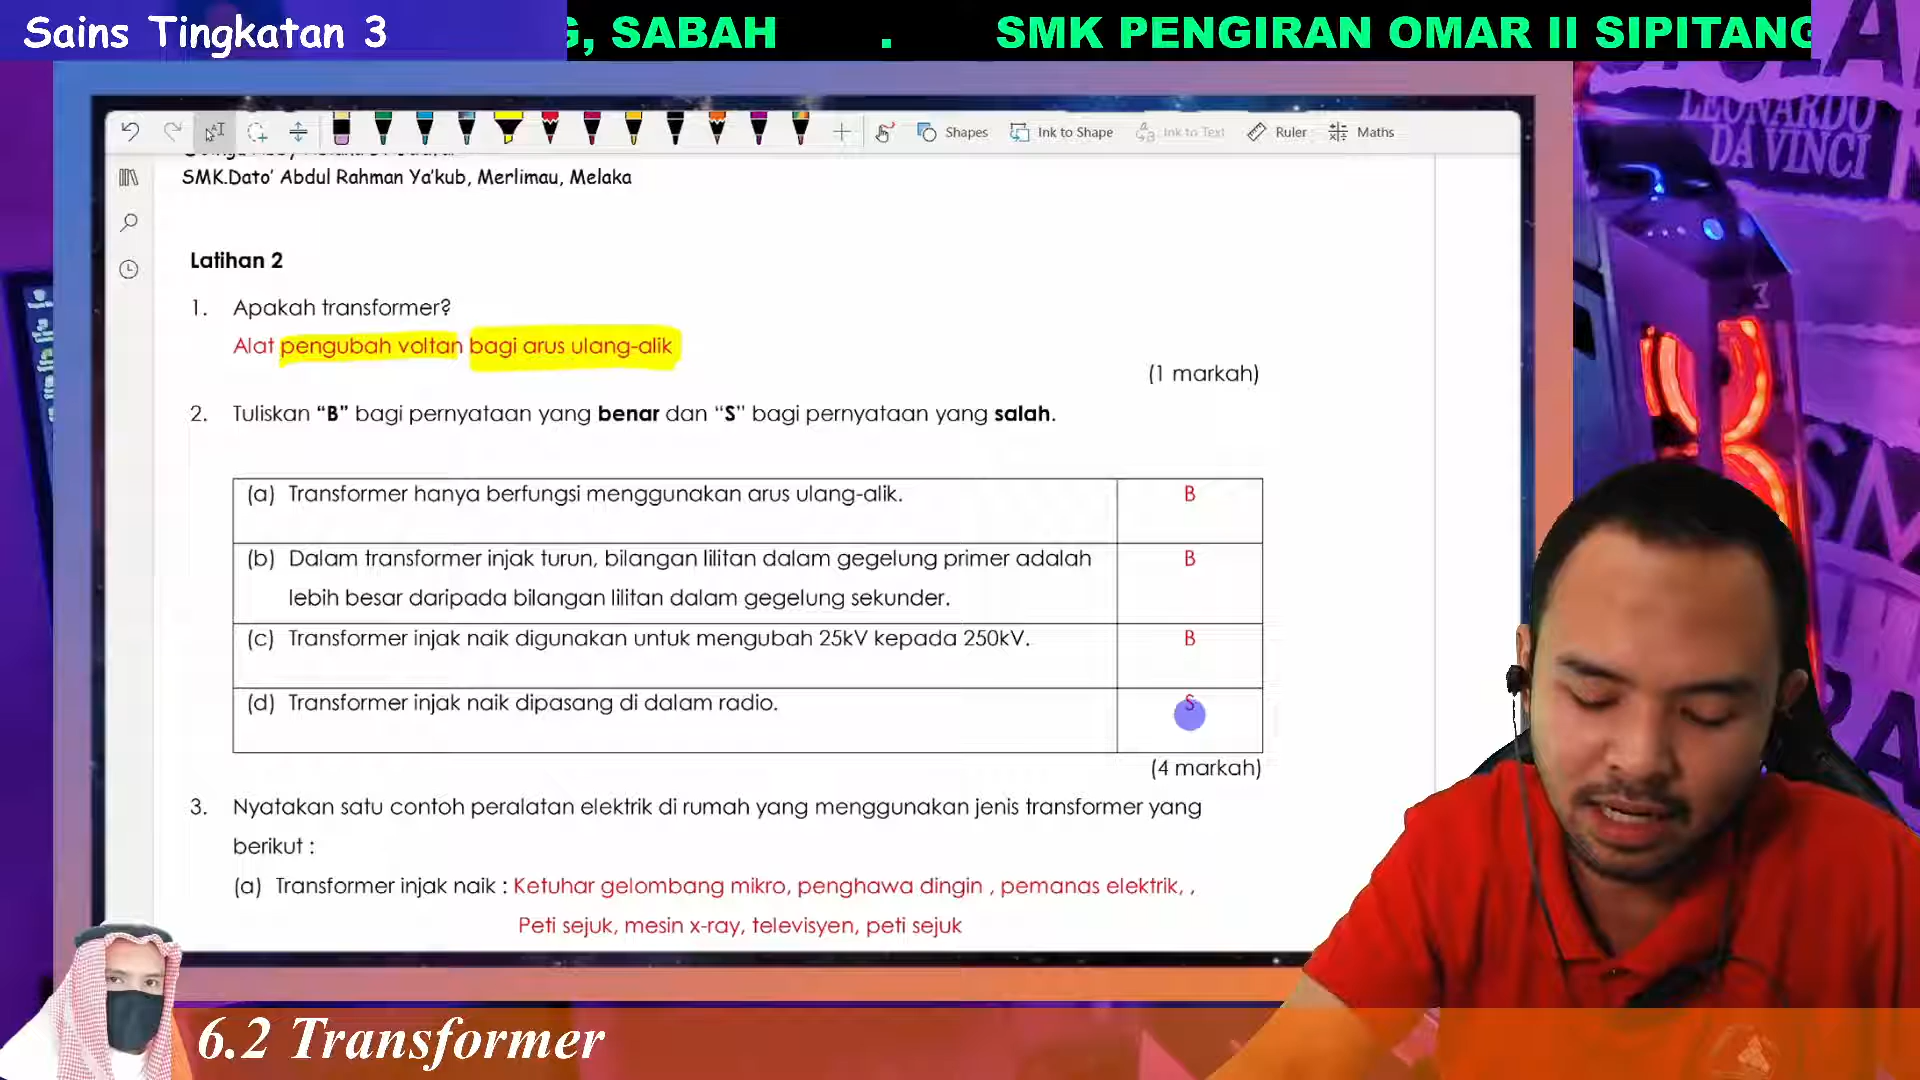 Sains Tingkatan 3
, SABAH . SMK PENGIRAN OMAR II SIPITANG
LEONARDO
DA VINCI
Shapes Ink to Shape Ink to Text Ruler Maths
SMK.Dato' Abdul Rahman Ya'kub, Merlimau, Melaka
Latihan 2
1. Apakah transformer?
Alat pengubah voltan bagi arus ulang-alik
(1 markah)
2. Tuliskan “B” bagi pernyataan yang benar dan “S” bagi pernyataan yang salah.
(a) Transformer hanya berfungsi menggunakan arus ulang-alik. B
(b) Dalam transformer injak turun, bilangan lilitan dalam gegelung primer adalah B
lebih besar daripada bilangan lilitan dalam gegelung sekunder.
(c) Transformer injak naik digunakan untuk mengubah 25kV kepada 250kV. B
(d) Transformer injak naik dipasang di dalam radio. S
(4 markah)
3. Nyatakan satu contoh peralatan elektrik di rumah yang menggunakan jenis transformer yang
berikut :
(a) Transformer injak naik : Ketuhar gelombang mikro, penghawa dingin , pemanas elektrik, ,
Peti sejuk, mesin x-ray, televisyen, peti sejuk
6.2 Transformer